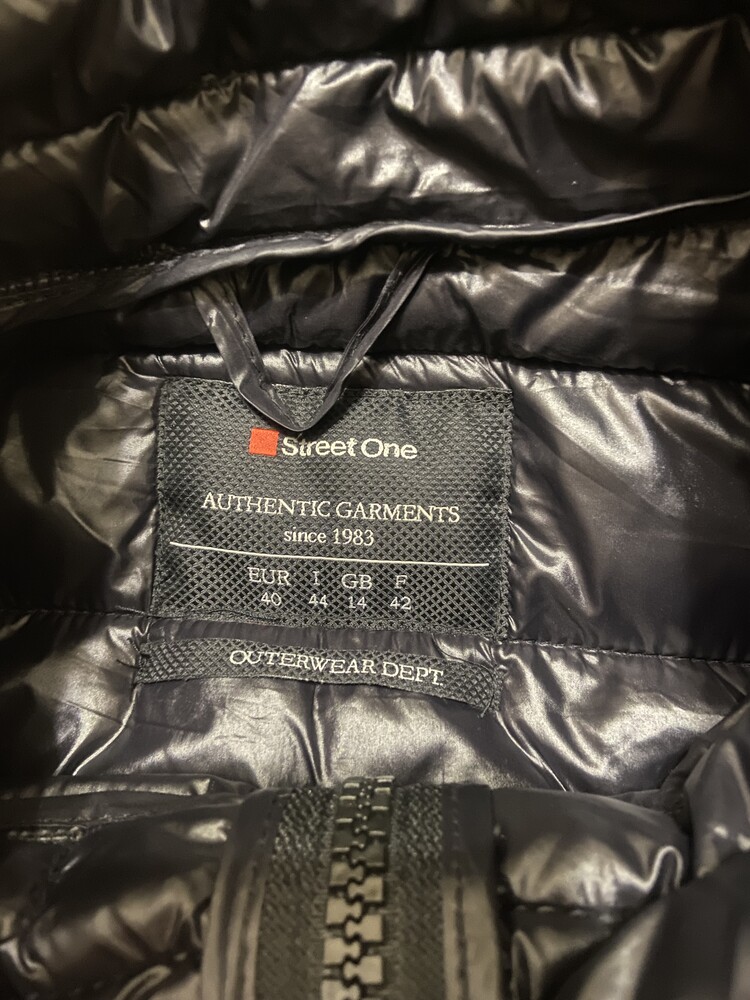 Street One
AUTHENTIC GARMENTS
since 1983
EUR I GB F
40 44 14 42
OUTERWEAR DEPT.